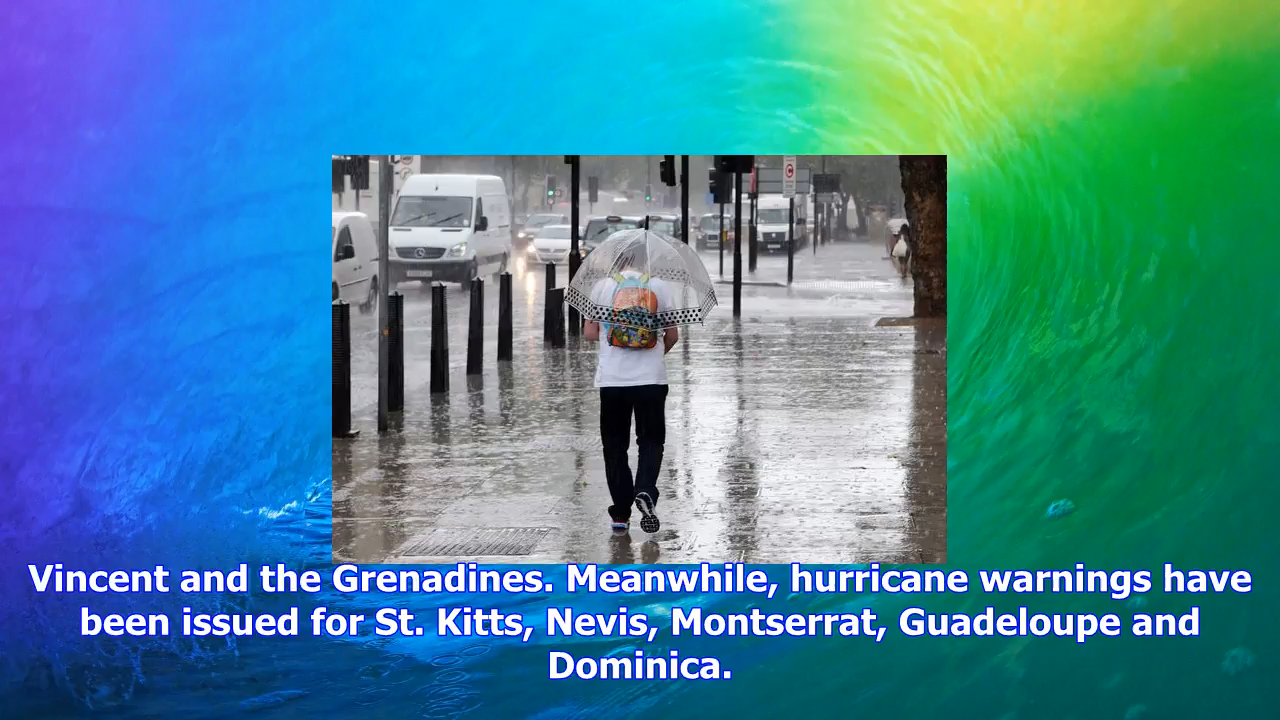 Vincent and the Grenadines. Meanwhile, hurricane warnings have
been issued for St. Kitts, Nevis, Montserrat, Guadeloupe and
Dominica.